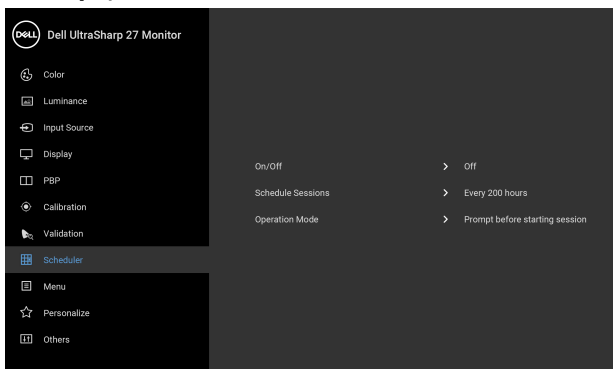 DELL Dell UltraSharp 27 Monitor
Color
Luminance
Input Source
Display
PBP
Calibration
Validation
Scheduler
Menu
Personalize
Others
On/Off > Off
Schedule Sessions > Every 200 hours
Operation Mode > Prompt before starting session